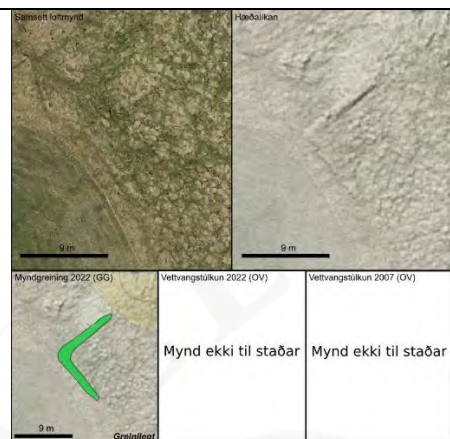 Samsett loftmynd
Hæðalíkan
9 m
9 m
Myndgreining 2022 (GG)
Vettvangstúlkun 2022 (OV)
Vettvangstúlkun 2007 (OV)
Mynd ekki til staðar
Mynd ekki til staðar
9 m
Greinilegt